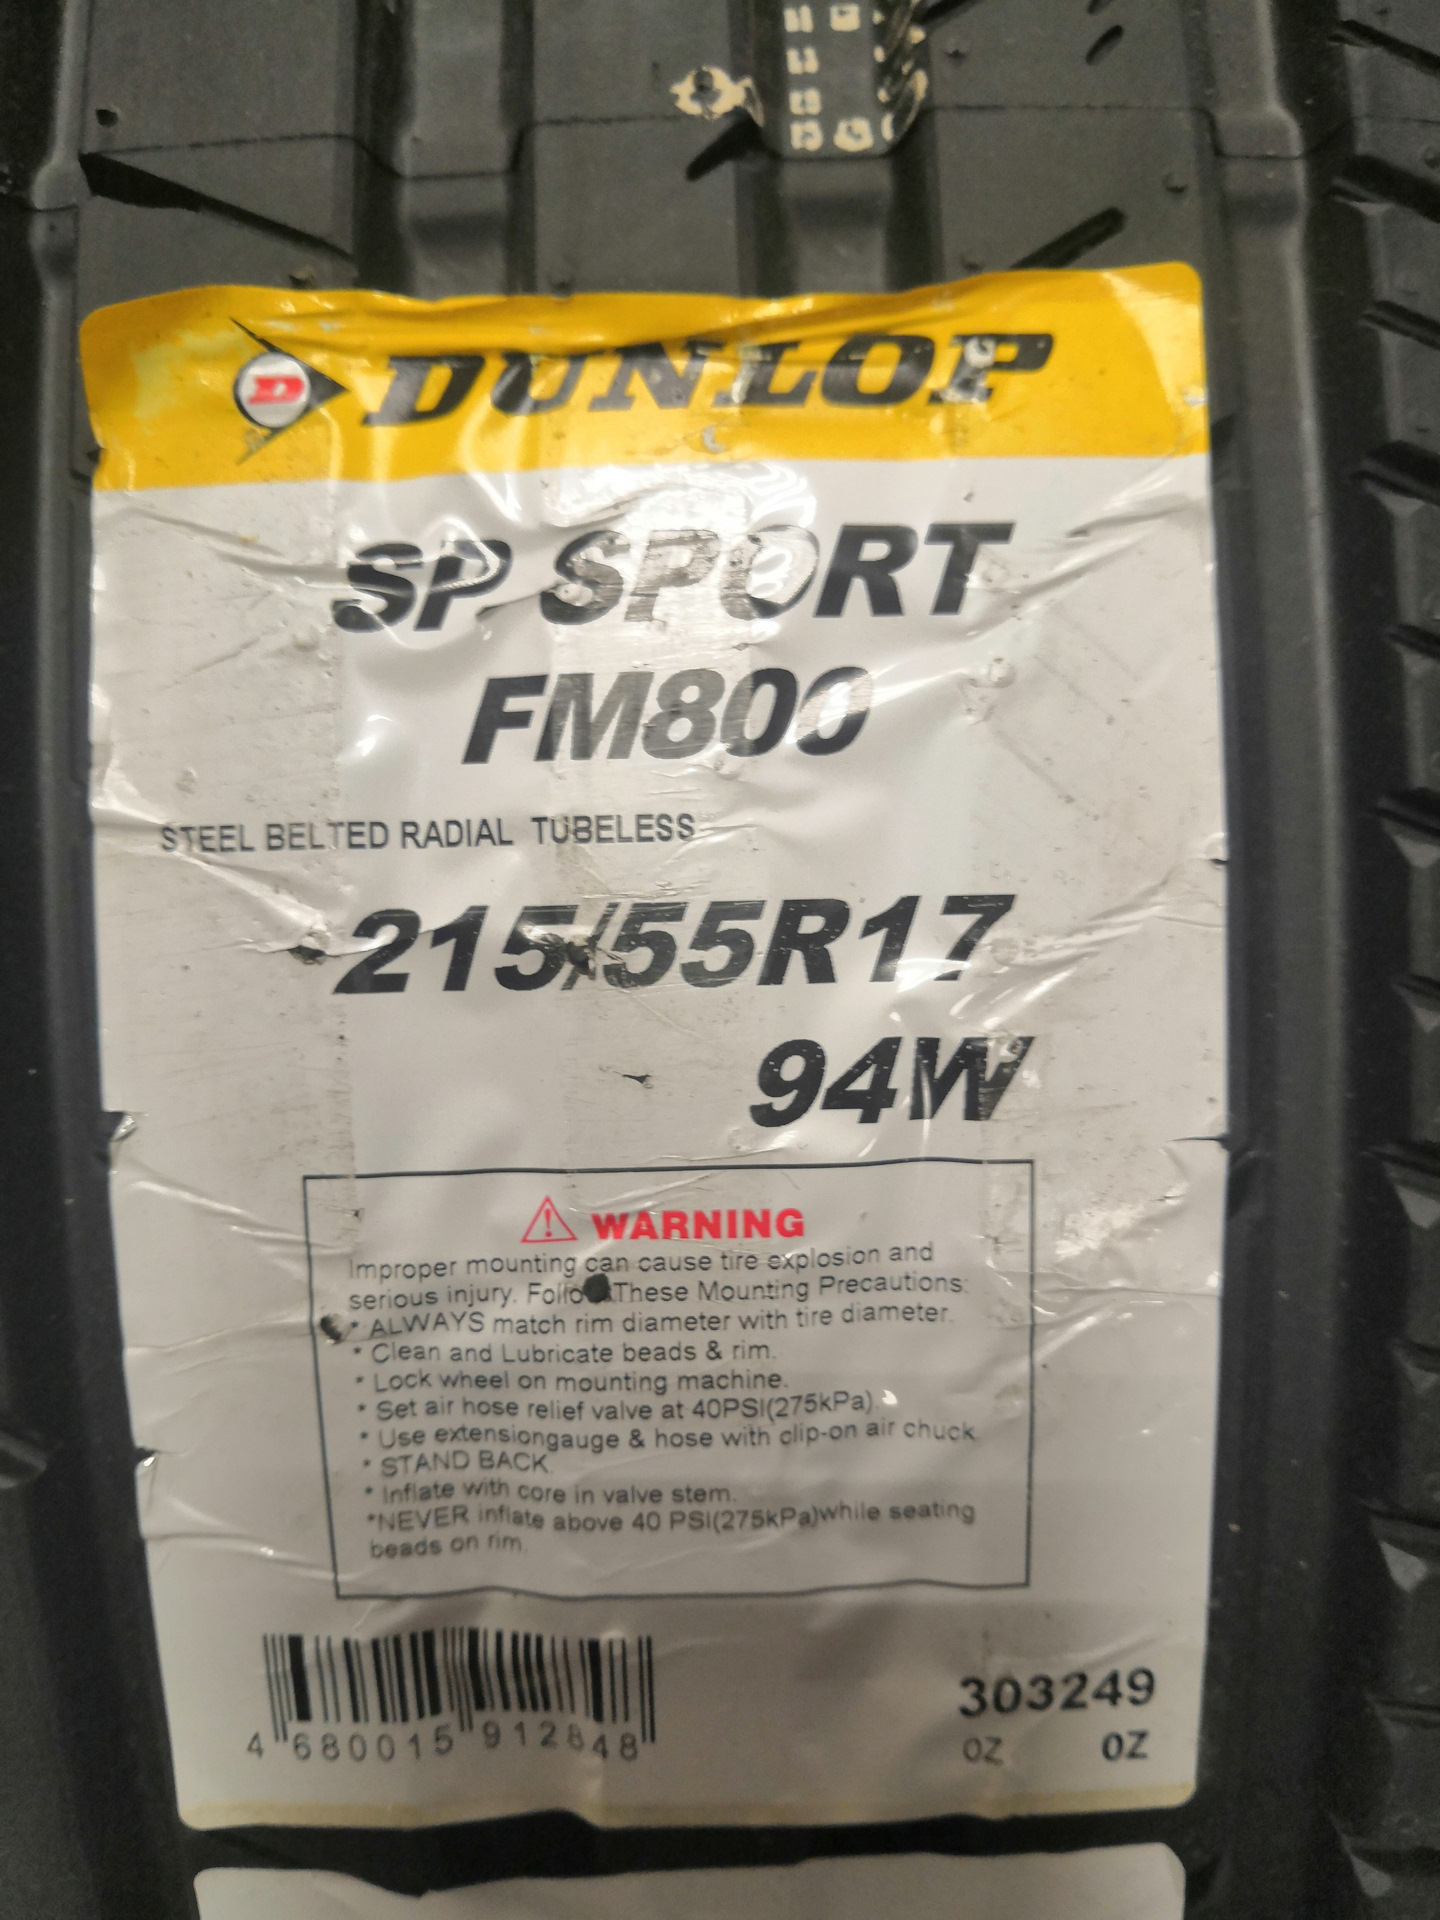 D DUNLOP
SP SPORT
FM800
STEEL BELTED RADIAL TUBELESS
215/55R17
94W
WARNING
Improper mounting can cause tire explosion and
serious injury. Follow These Mounting Precautions:
* ALWAYS match rim diameter with tire diameter.
* Clean and Lubricate beads & rim.
* Lock wheel on mounting machine.
* Set air hose relief valve at 40PSI(275kPa).
* Use extensiongauge & hose with clip-on air chuck
* STAND BACK.
* Inflate with core in valve stem.
*NEVER inflate above 40 PSI(275kPa)while seating
beads on rim.
4 680015 912848
303249
OZ OZ